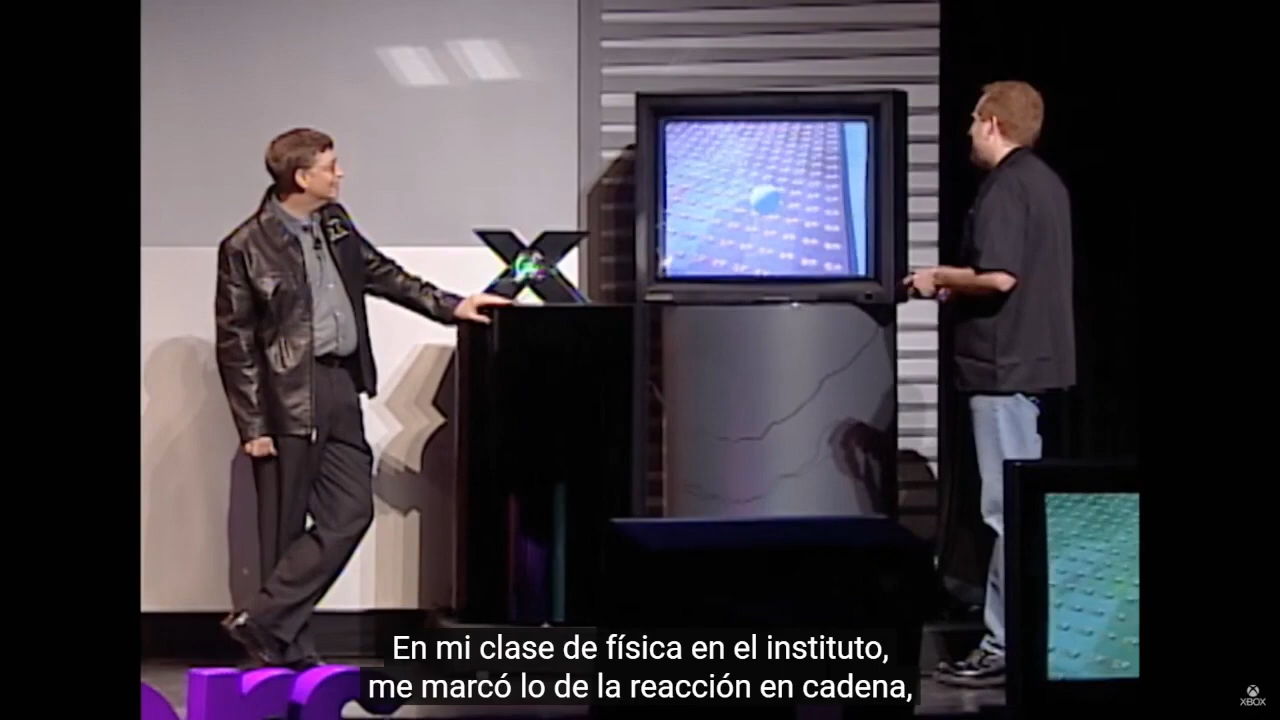 En mi clase de física en el instituto,
me marcó lo de la reacción en cadena,
XBOX